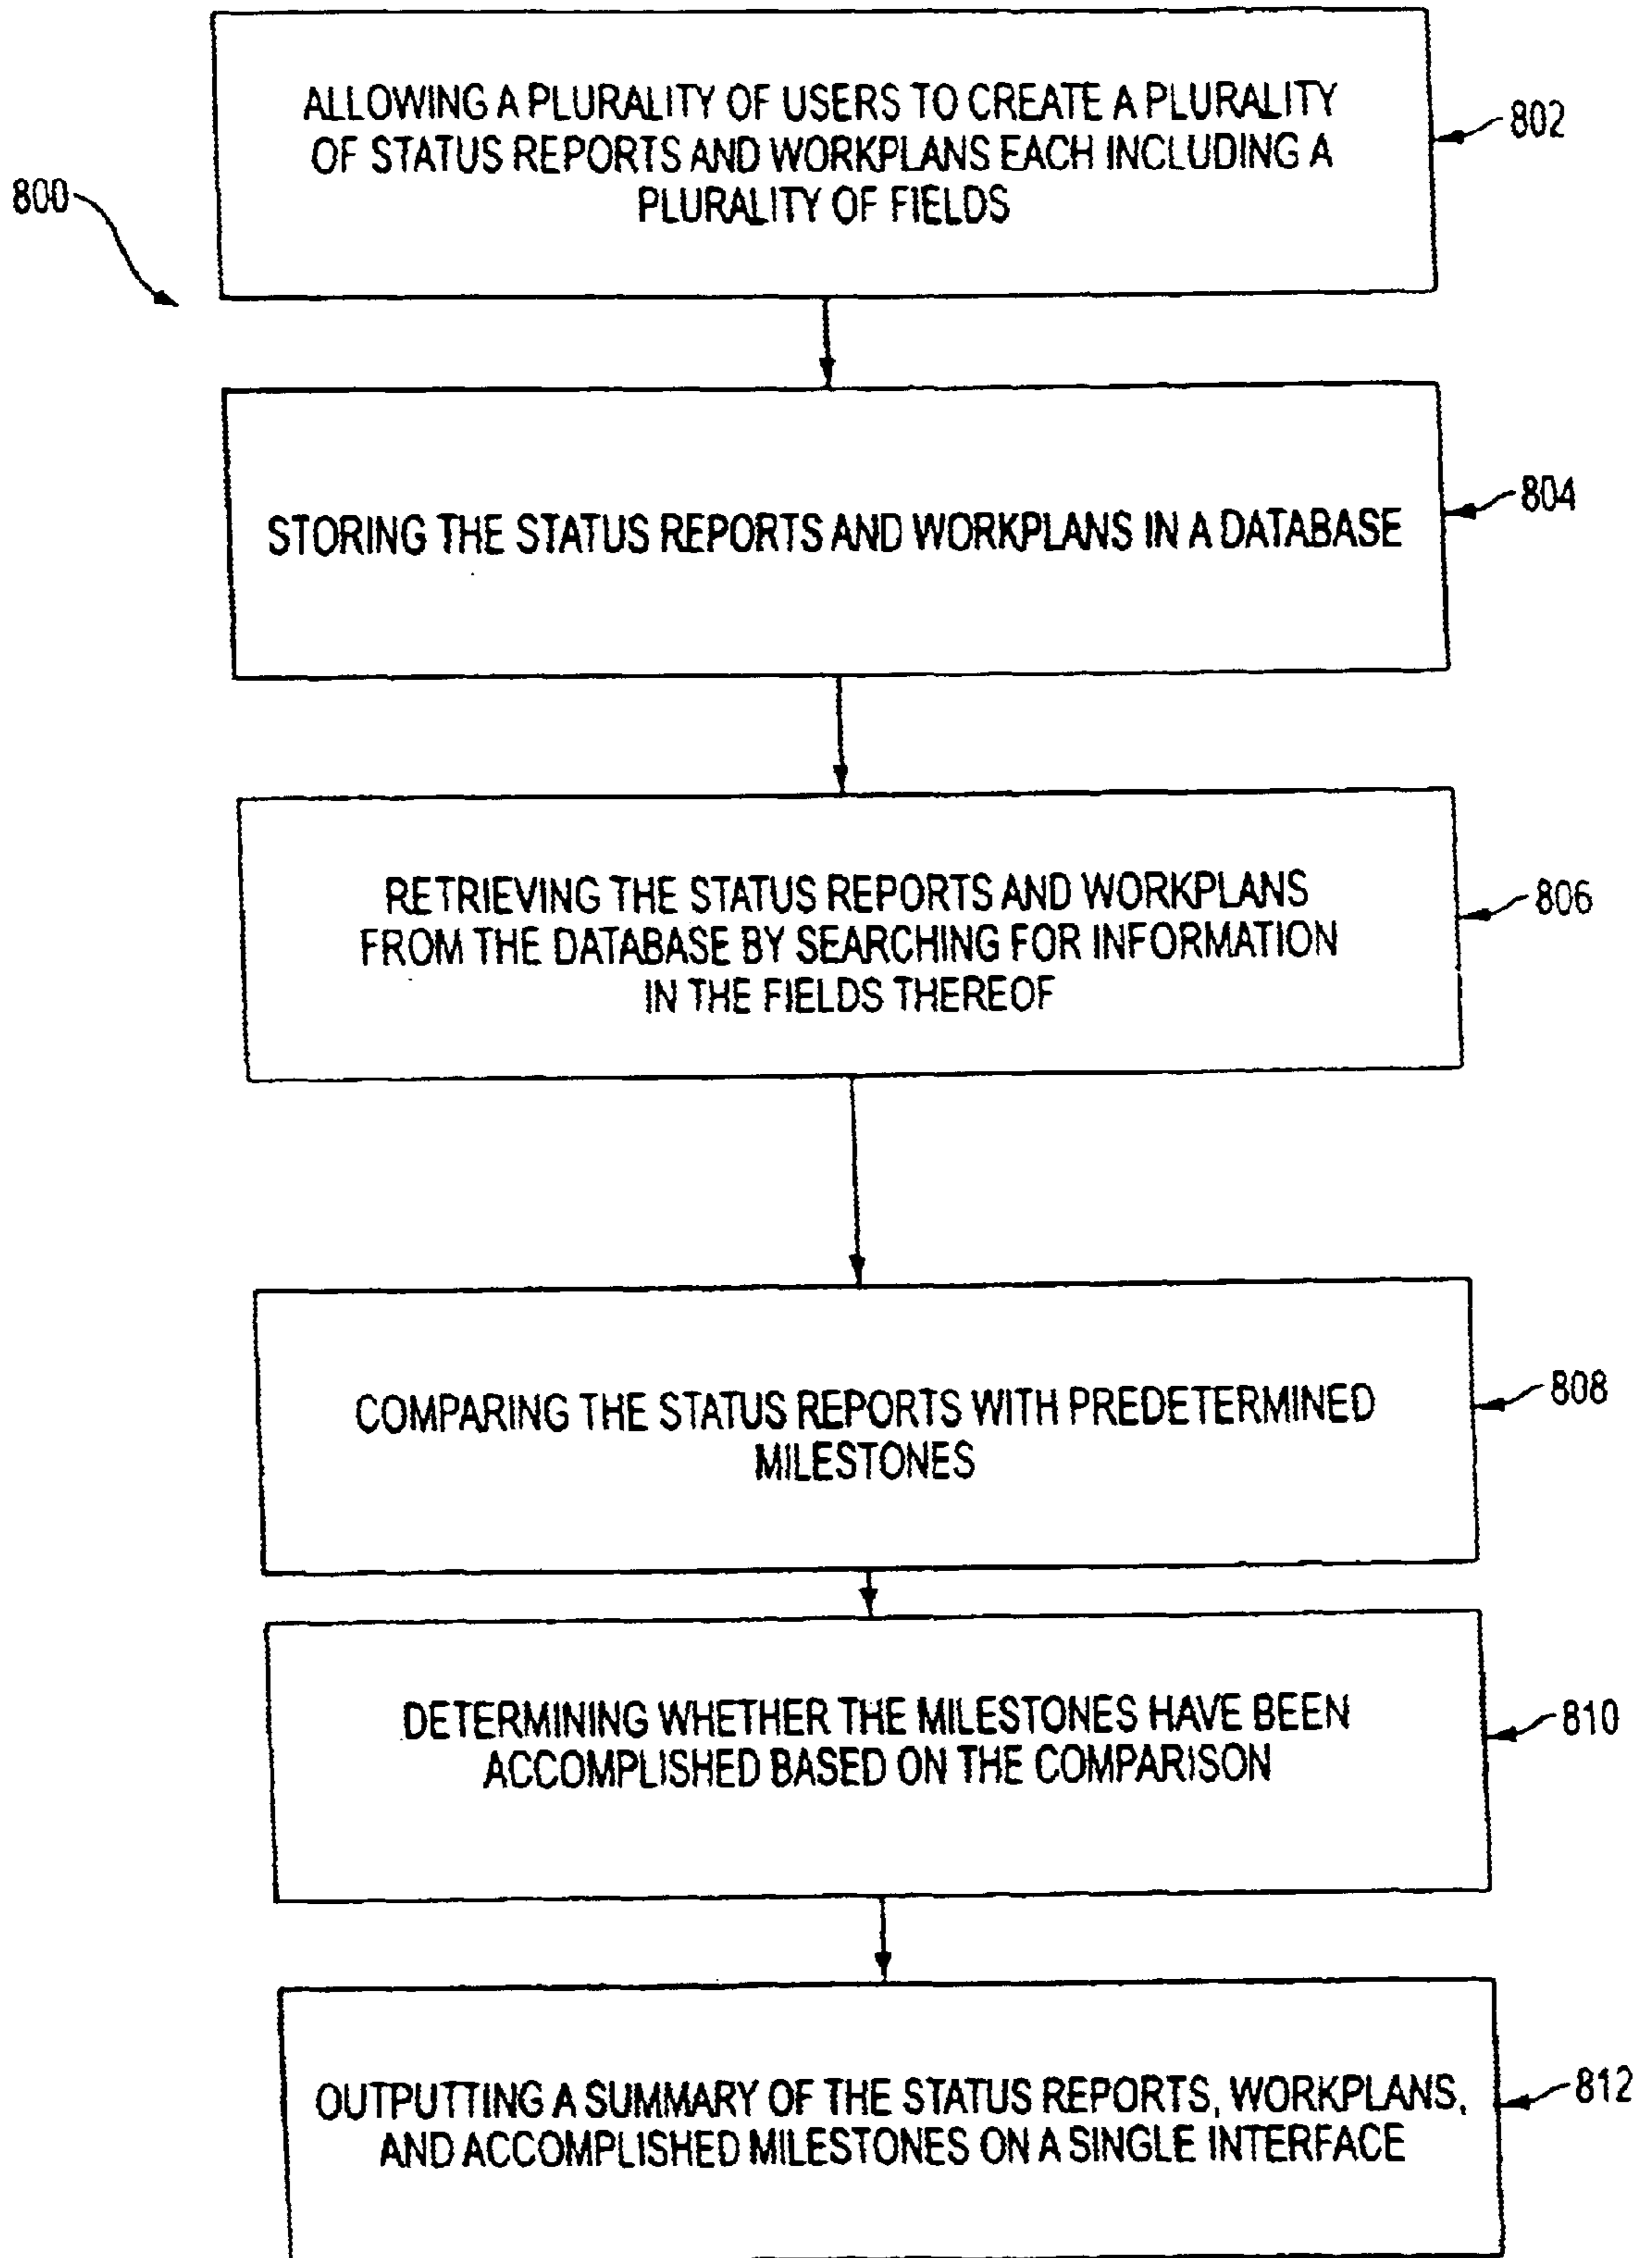 ALLOWING A PLURALITY OF USERS TO CREATE A PLURALITY
OF STATUS REPORTS AND WORKPLANS EACH INCLUDING A
PLURALITY OF FIELDS
802
800
STORING THE STATUS REPORTS AND WORKPLANS IN A DATABASE
804
RETRIEVING THE STATUS REPORTS AND WORKPLANS
FROM THE DATABASE BY SEARCHING FOR INFORMATION
IN THE FIELDS THEREOF
806
COMPARING THE STATUS REPORTS WITH PREDETERMINED
MILESTONES
808
DETERMINING WHETHER THE MILESTONES HAVE BEEN
ACCOMPLISHED BASED ON THE COMPARISON
810
OUTPUTTING A SUMMARY OF THE STATUS REPORTS, WORKPLANS,
AND ACCOMPLISHED MILESTONES ON A SINGLE INTERFACE
812